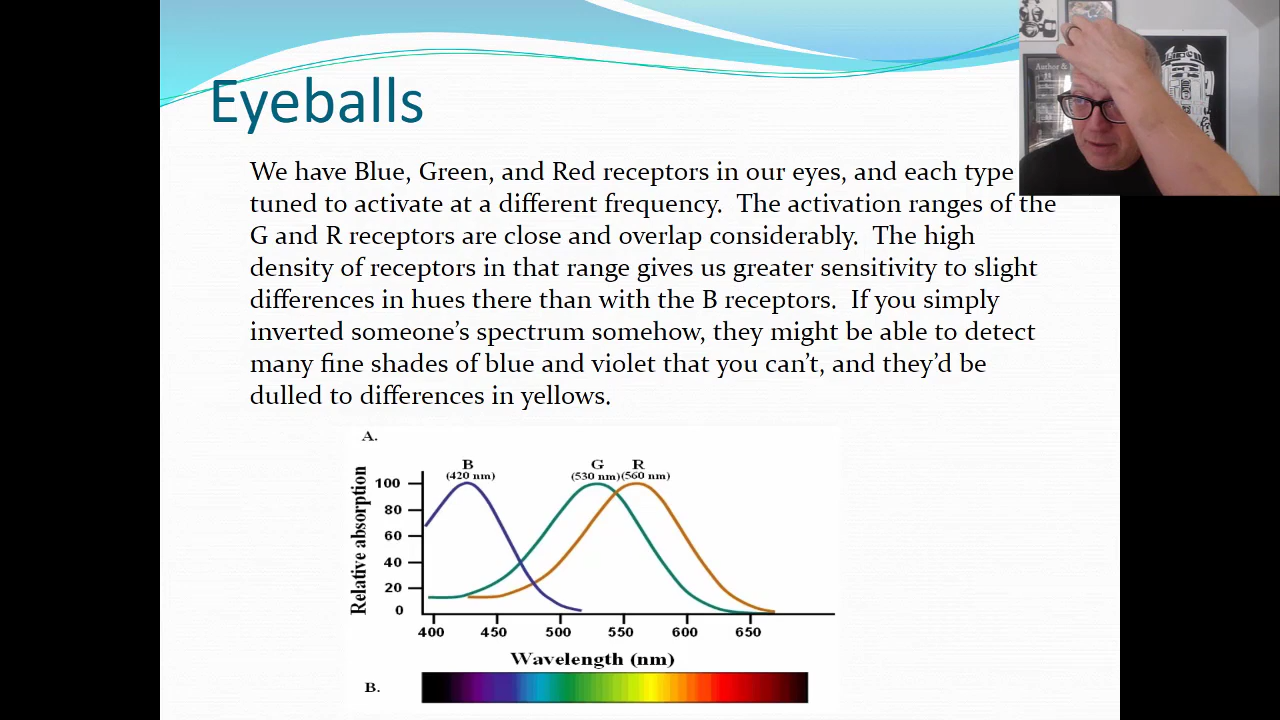 Eyeballs
Author &
We have Blue, Green, and Red receptors in our eyes, and each type
tuned to activate at a different frequency. The activation ranges of the
G and R receptors are close and overlap considerably. The high
density of receptors in that range gives us greater sensitivity to slight
differences in hues there than with the B receptors. If you simply
inverted someone's spectrum somehow, they might be able to detect
many fine shades of blue and violet that you can't, and they'd be
dulled to differences in yellows.
A.
B G R
(420 nm) (530 nm) (560 nm)
Relative absorption
100
80
60
40
20
0
400 450 500 550 600 650
Wavelength (nm)
B.